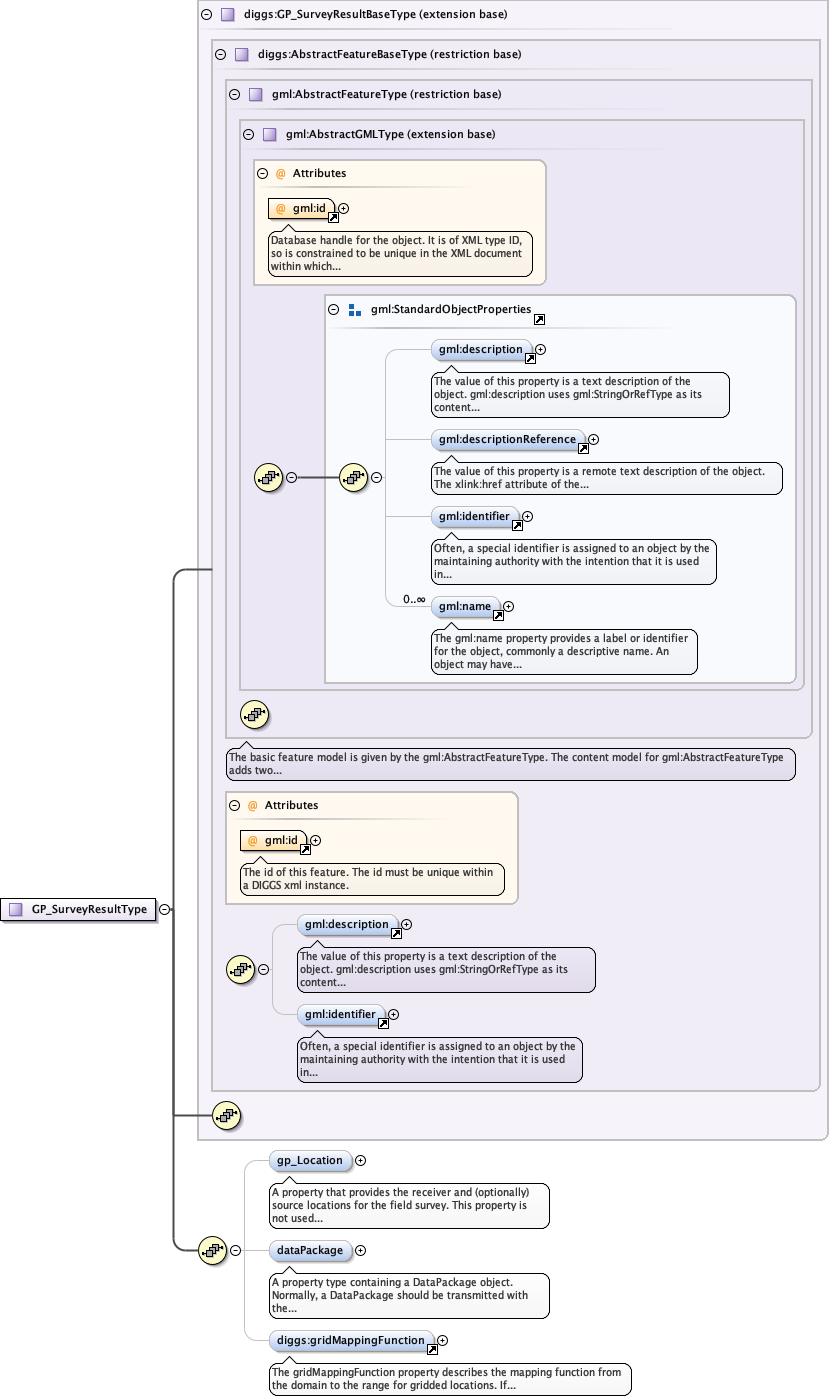 diggs:GP_SurveyResultBaseType (extension base)
diggs:AbstractFeatureBaseType (restriction base)
gml:AbstractFeatureType (restriction base)
gml:AbstractGMLType (extension base)
@ Attributes
@ gml:id
Database handle for the object. It is of XML type ID,
so is constrained to be unique in the XML document
within which...
gml:StandardObjectProperties
gml:description
The value of this property is a text description of the
object. gml:description uses gml:StringOrRefType as its
content...
gml:descriptionReference
The value of this property is a remote text description of the object.
The xlink:href attribute of the...
gml:identifier
Often, a special identifier is assigned to an object by the
maintaining authority with the intention that it is used
in...
0..∞
gml:name
The gml:name property provides a label or identifier
for the object, commonly a descriptive name. An
object may have...
The basic feature model is given by the gml:AbstractFeatureType. The content model for gml:AbstractFeatureType
adds two...
@ Attributes
@ gml:id
The id of this feature. The id must be unique within
a DIGGS xml instance.
GP_SurveyResultType
gml:description
The value of this property is a text description of the
object. gml:description uses gml:StringOrRefType as its
content...
gml:identifier
Often, a special identifier is assigned to an object by the
maintaining authority with the intention that it is used
in...
gp_Location
A property that provides the receiver and (optionally)
source locations for the field survey. This property is
not used...
dataPackage
A property type containing a DataPackage object.
Normally, a DataPackage should be transmitted with
the...
diggs:gridMappingFunction
The gridMappingFunction property describes the mapping function from
the domain to the range for gridded locations. If...